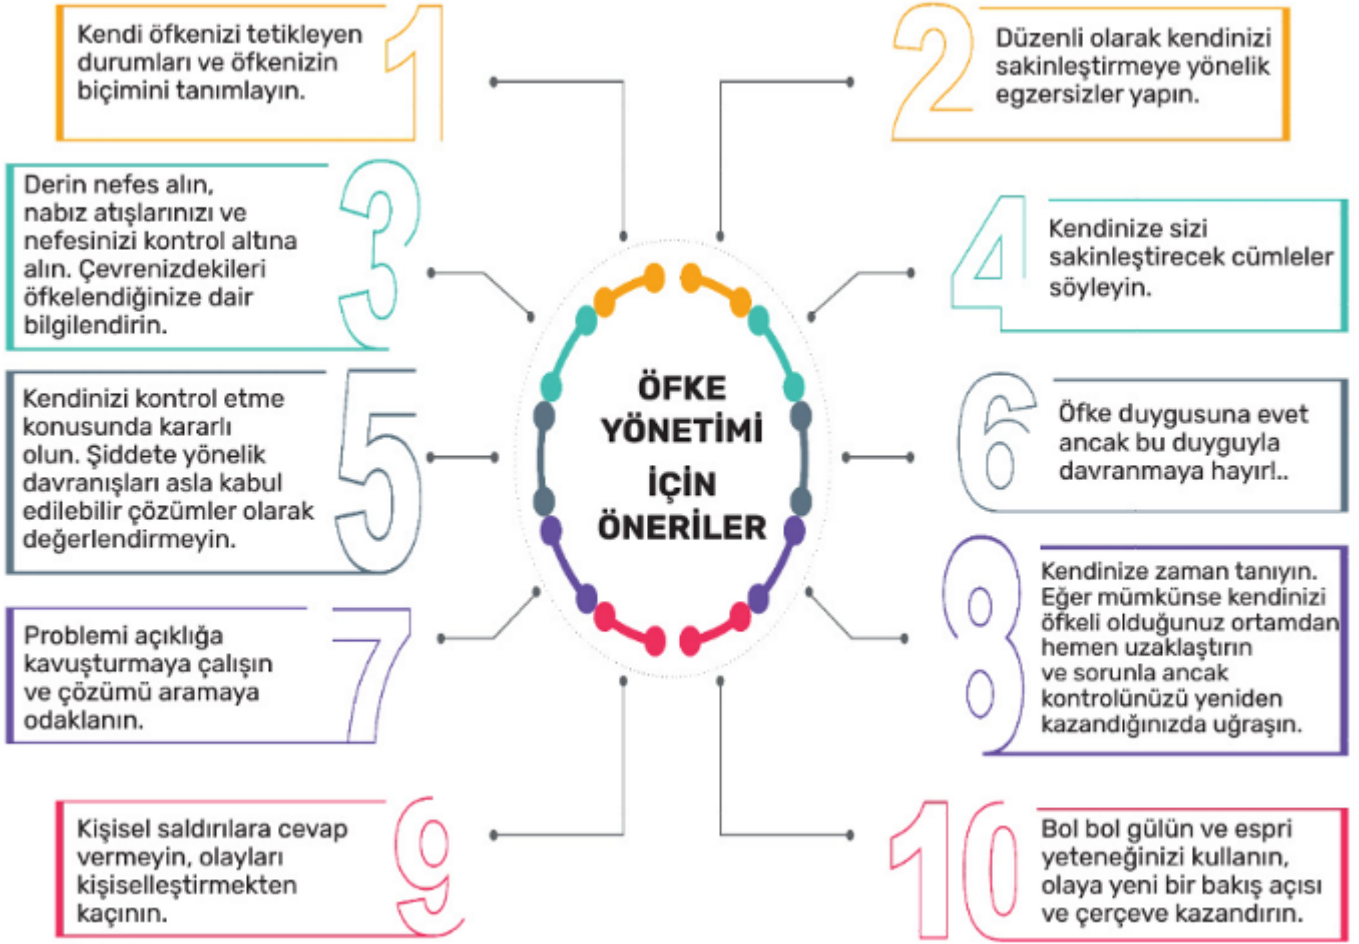 1
Kendi öfkenizi tetikleyen
durumları ve öfkenizin
biçimini tanımlayın.
2
Düzenli olarak kendinizi
sakinleştirmeye yönelik
egzersizler yapın.
3
Derin nefes alın,
nabız atışlarınızı ve
nefesinizi kontrol altına
alın. Çevrenizdekileri
öfkelendiğinize dair
bilgilendirin.
4
Kendinize sizi
sakinleştirecek cümleler
söyleyin.
ÖFKE
YÖNETİMİ
İÇİN
ÖNERİLER
5
Kendinizi kontrol etme
konusunda kararlı
olun. Şiddete yönelik
davranışları asla kabul
edilebilir çözümler olarak
değerlendirmeyin.
6
Öfke duygusuna evet
ancak bu duyguyla
davranmaya hayır!..
7
Problemi açıklığa
kavuşturmaya çalışın
ve çözümü aramaya
odaklanın.
8
Kendinize zaman tanıyın.
Eğer mümkünse kendinizi
öfkeli olduğunuz ortamdan
hemen uzaklaştırın
ve sorunla ancak
kontrolünüzü yeniden
kazandığınızda uğraşın.
9
Kişisel saldırılara cevap
vermeyin, olayları
kişiselleştirmekten
kaçının.
10
Bol bol gülün ve espri
yeteneğinizi kullanın,
olaya yeni bir bakış açısı
ve çerçeve kazandırın.